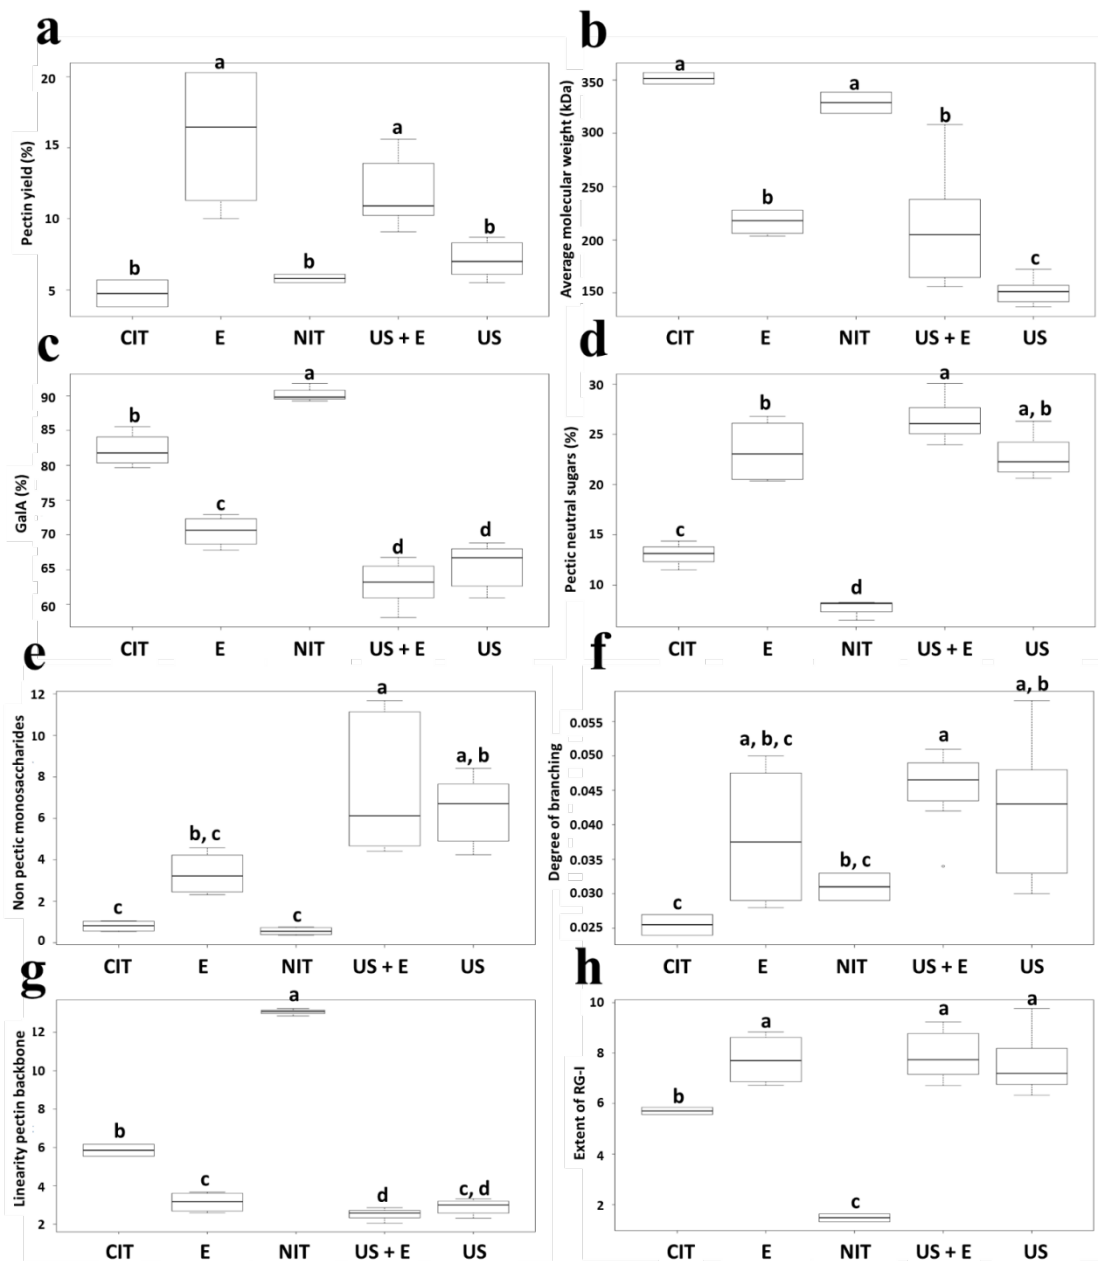 a
Pectin yield (%)
20
15
10
5
a
a
b
b
b
CIT E NIT US + E US
b
Average molecular weight (kDa)
350
300
250
200
150
a
a
b
b
c
CIT E NIT US + E US
c
GalA (%)
90
85
80
75
70
65
60
a
b
c
d
d
CIT E NIT US + E US
d
Pectic neutral sugars (%)
30
25
20
15
10
a
b
a, b
c
d
CIT E NIT US + E US
e
Non pectic monosaccharides
12
10
8
6
4
2
0
a
a, b
b, c
c
c
CIT E NIT US + E US
f
Degree of branching
0.055
0.050
0.045
0.040
0.035
0.030
0.025
a, b
a, b, c
a
b, c
c
CIT E NIT US + E US
g
Linearity pectin backbone
12
10
8
6
4
2
a
b
c
d
c, d
CIT E NIT US + E US
h
Extent of RG-I
10
8
6
4
2
a
a
a
b
c
CIT E NIT US + E US